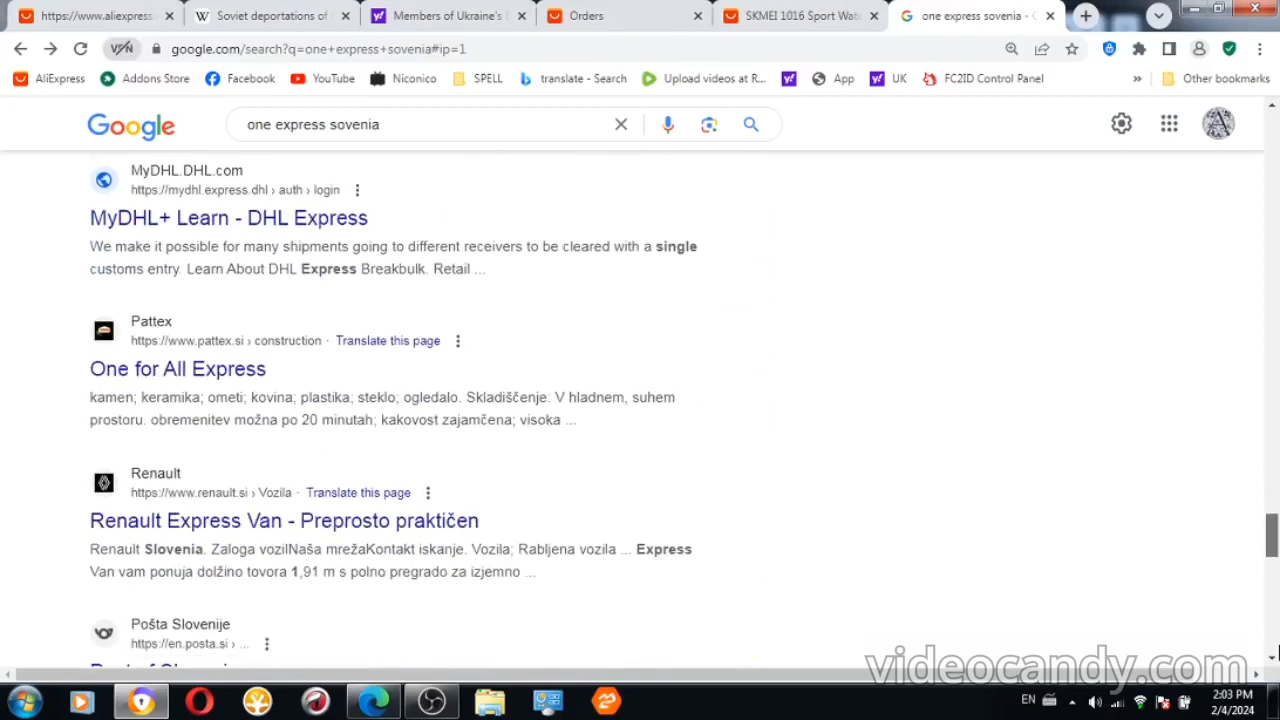 https://www.aliexpress.
Soviet deportations of
Members of Ukraine's B
Orders
SKMEI 1016 Sport Wat
one express sovenia - G
VPN
google.com/search?q=one+express+sovenia#ip=1
AliExpress
Addons Store
Facebook
YouTube
Niconico
SPELL
translate - Search
Upload videos at R...
App
UK
FC2ID Control Panel
»
Other bookmarks
Google
one express sovenia
MyDHL.DHL.com
https://mydhl.express.dhl › auth › login
MyDHL+ Learn - DHL Express
We make it possible for many shipments going to different receivers to be cleared with a single
customs entry. Learn About DHL Express Breakbulk. Retail ...
Pattex
https://www.pattex.si › construction · Translate this page
One for All Express
kamen; keramika; ometi; kovina; plastika; steklo; ogledalo. Skladiščenje: V hladnem, suhem
prostoru. obremenitev možna po 20 minutah; kakovost zajamčena; visoka ...
Renault
https://www.renault.si › Vozila · Translate this page
Renault Express Van - Preprosto praktičen
Renault Slovenia. Zaloga vozilNaša mrežaKontakt iskanje. Vozila; Rabljena vozila ... Express
Van vam ponuja dolžino tovora 1,91 m s polno pregrado za izjemno ...
Pošta Slovenije
https://en.posta.si › ...
videocandy.com
EN
2:03 PM
2/4/2024